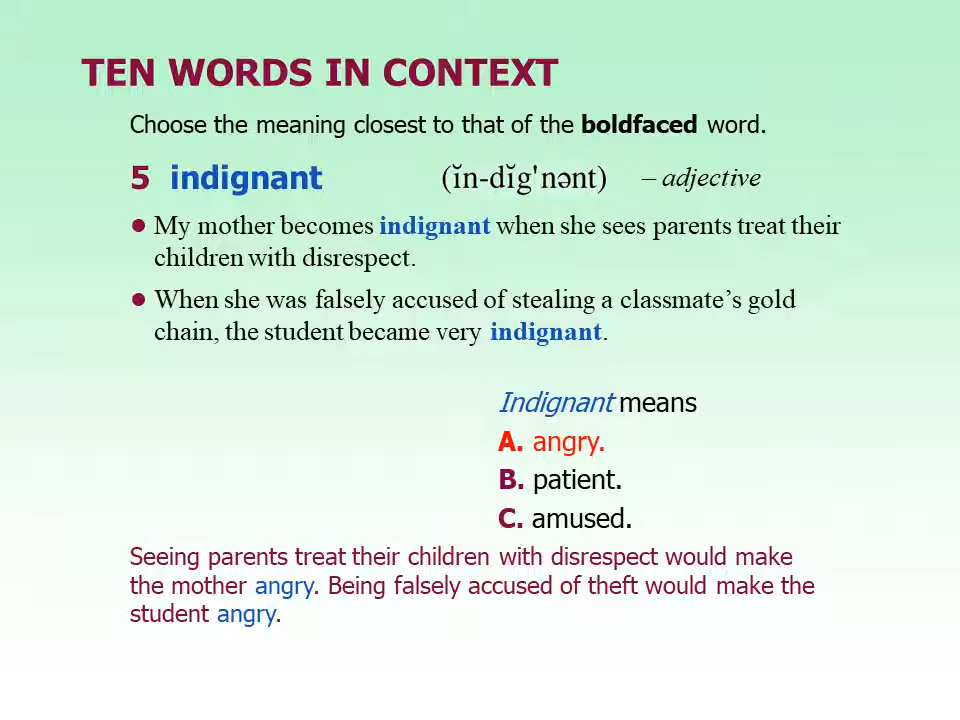 TEN WORDS IN CONTEXT
Choose the meaning closest to that of the boldfaced word.
5 indignant (ĭn-dĭg'nənt) – adjective
● My mother becomes indignant when she sees parents treat their
children with disrespect.
● When she was falsely accused of stealing a classmate’s gold
chain, the student became very indignant.
Indignant means
A. angry.
B. patient.
C. amused.
Seeing parents treat their children with disrespect would make
the mother angry. Being falsely accused of theft would make the
student angry.